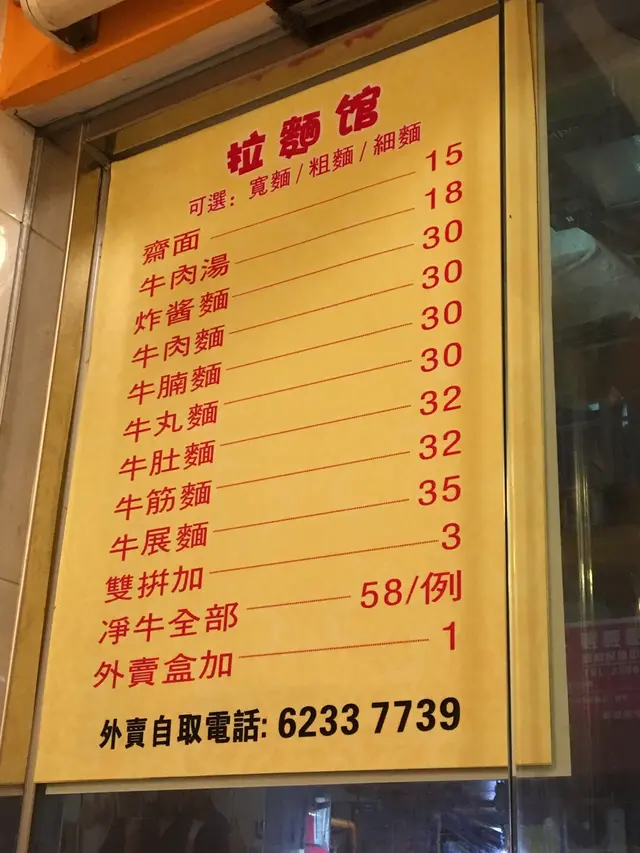 拉麵馆
可選：寬麵/粗麵/細麵
齋面 15
牛肉湯 18
炸酱麵 30
牛肉麵 30
牛腩麵 30
牛丸麵 30
牛肚麵 32
牛筋麵 32
牛展麵 35
雙拼加 3
凈牛全部 58/例
外賣盒加 1
外賣自取電話: 6233 7739